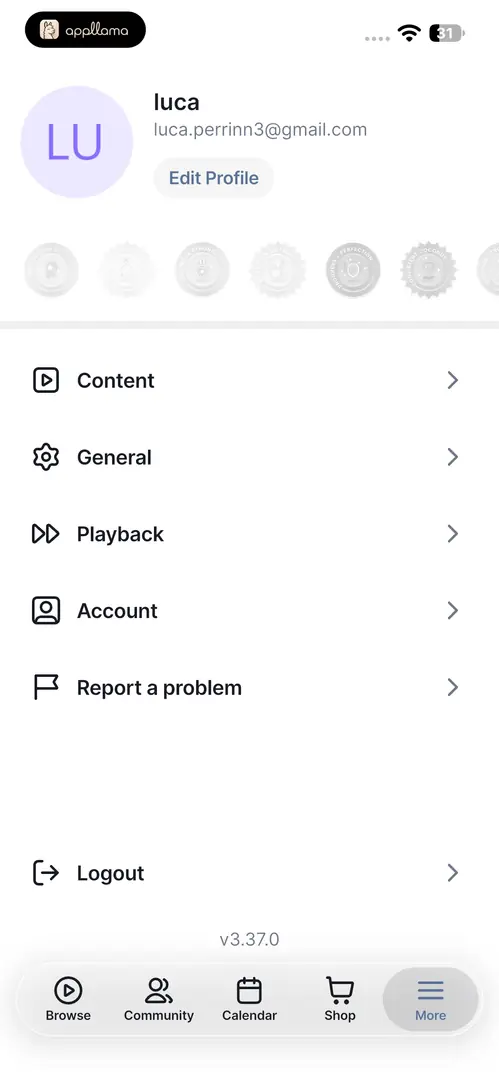 appllama
31
LU
luca
luca.perrinn3@gmail.com
Edit Profile
PERFECTION
Content
General
Playback
Account
Report a problem
Logout
v3.37.0
Browse
Community
Calendar
Shop
More